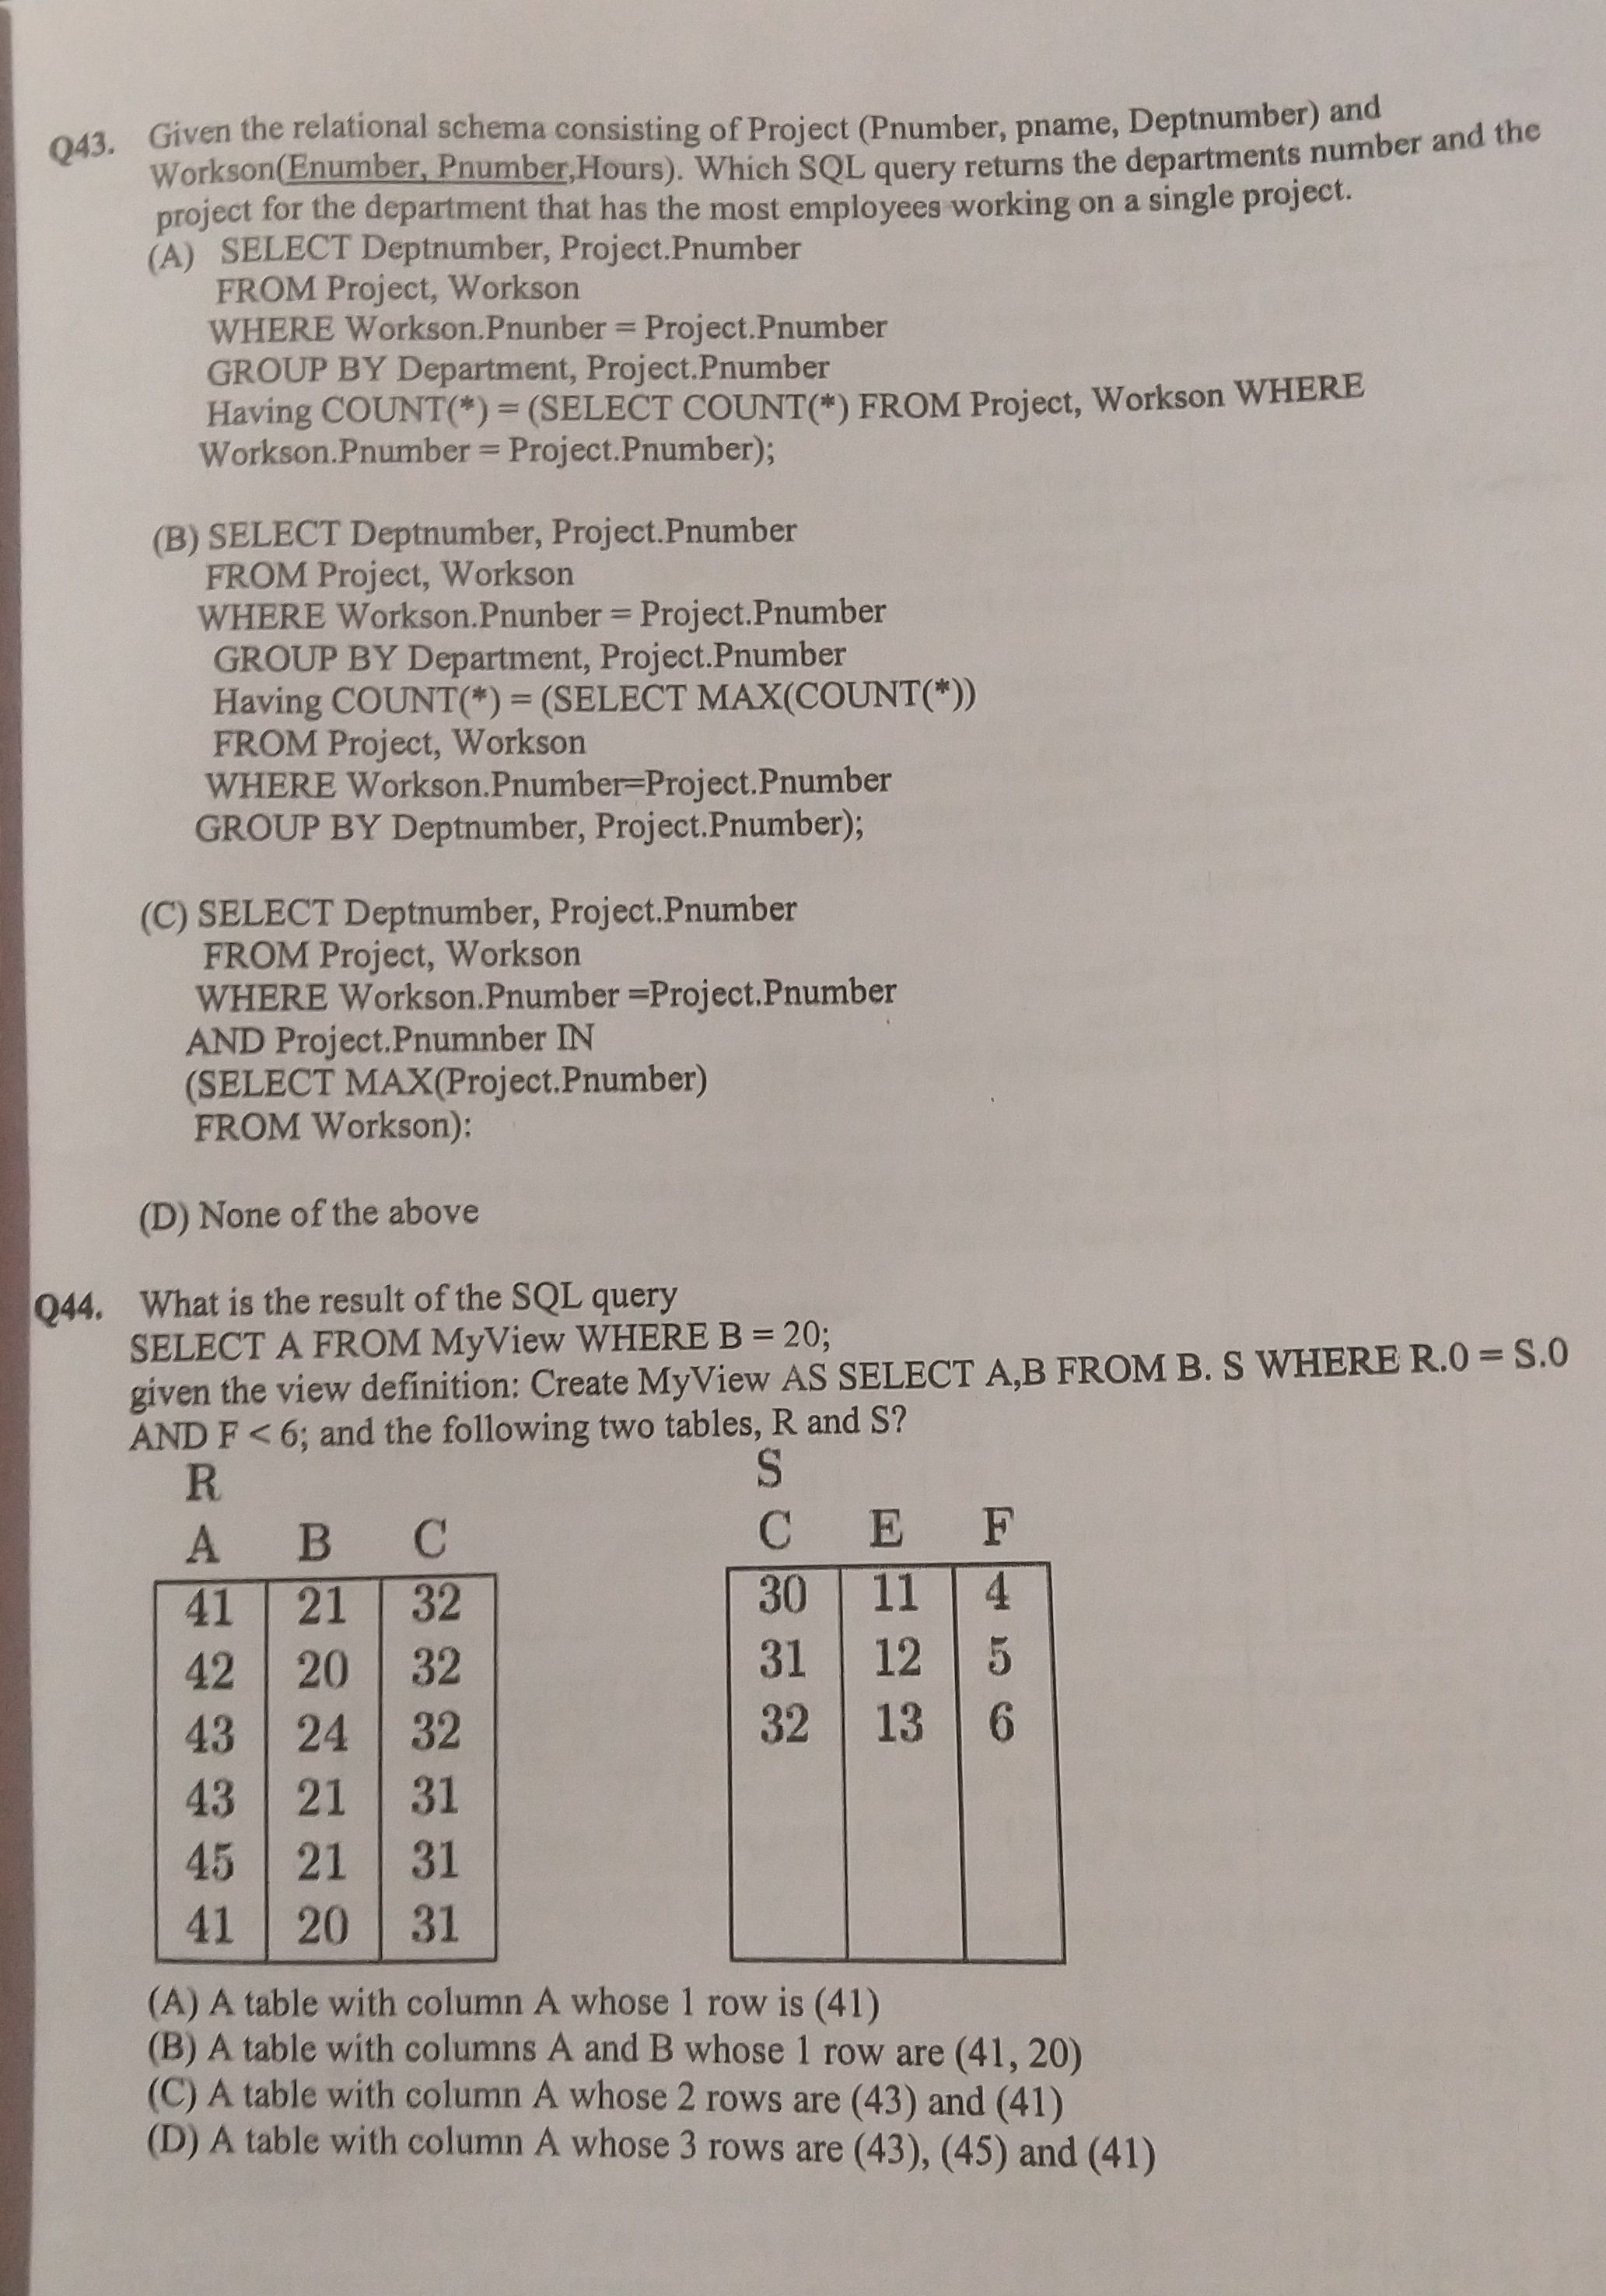 Q43. Given the relational schema consisting of Project (Pnumber, pname, Deptnumber) and
Workson(Enumber, Pnumber,Hours). Which SQL query returns the departments number and the
project for the department that has the most employees working on a single project.
(A) SELECT Deptnumber, Project.Pnumber
FROM Project, Workson
WHERE Workson.Pnunber = Project.Pnumber
GROUP BY Department, Project.Pnumber
Having COUNT(*) = (SELECT COUNT(*) FROM Project, Workson WHERE
Workson.Pnumber = Project.Pnumber);
(B) SELECT Deptnumber, Project.Pnumber
FROM Project, Workson
WHERE Workson.Pnunber = Project.Pnumber
GROUP BY Department, Project.Pnumber
Having COUNT(*) = (SELECT MAX(COUNT(*))
FROM Project, Workson
WHERE Workson.Pnumber=Project.Pnumber
GROUP BY Deptnumber, Project.Pnumber);
(C) SELECT Deptnumber, Project.Pnumber
FROM Project, Workson
WHERE Workson.Pnumber =Project.Pnumber
AND Project.Pnumnber IN
(SELECT MAX(Project.Pnumber)
FROM Workson):
(D) None of the above
Q44. What is the result of the SQL query
SELECT A FROM MyView WHERE B = 20;
given the view definition: Create MyView AS SELECT A,B FROM B. S WHERE R.0 = S.0
AND F < 6; and the following two tables, R and S?
R
A B C
41 21 32
42 20 32
43 24 32
43 21 31
45 21 31
41 20 31
S
C E F
30 11 4
31 12 5
32 13 6
(A) A table with column A whose 1 row is (41)
(B) A table with columns A and B whose 1 row are (41, 20)
(C) A table with column A whose 2 rows are (43) and (41)
(D) A table with column A whose 3 rows are (43), (45) and (41)